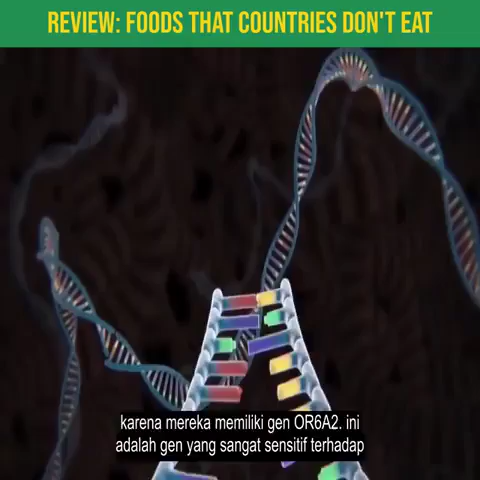 REVIEW: FOODS THAT COUNTRIES DON'T EAT
karena mereka memiliki gen OR6A2. ini
adalah gen yang sangat sensitif terhadap